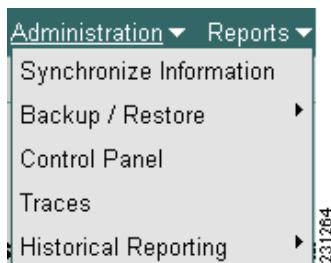 Administration Reports
Synchronize Information
Backup / Restore
Control Panel
Traces
Historical Reporting
231264